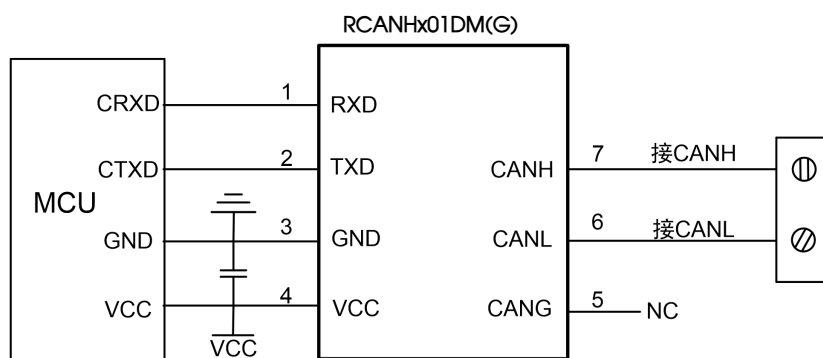 RCANHx01DM(G)
CRXD 1 RXD
CTXD 2 TXD CANH 7 接CANH
MCU
GND 3 GND CANL 6 接CANL
VCC 4 VCC CANG 5 NC
VCC